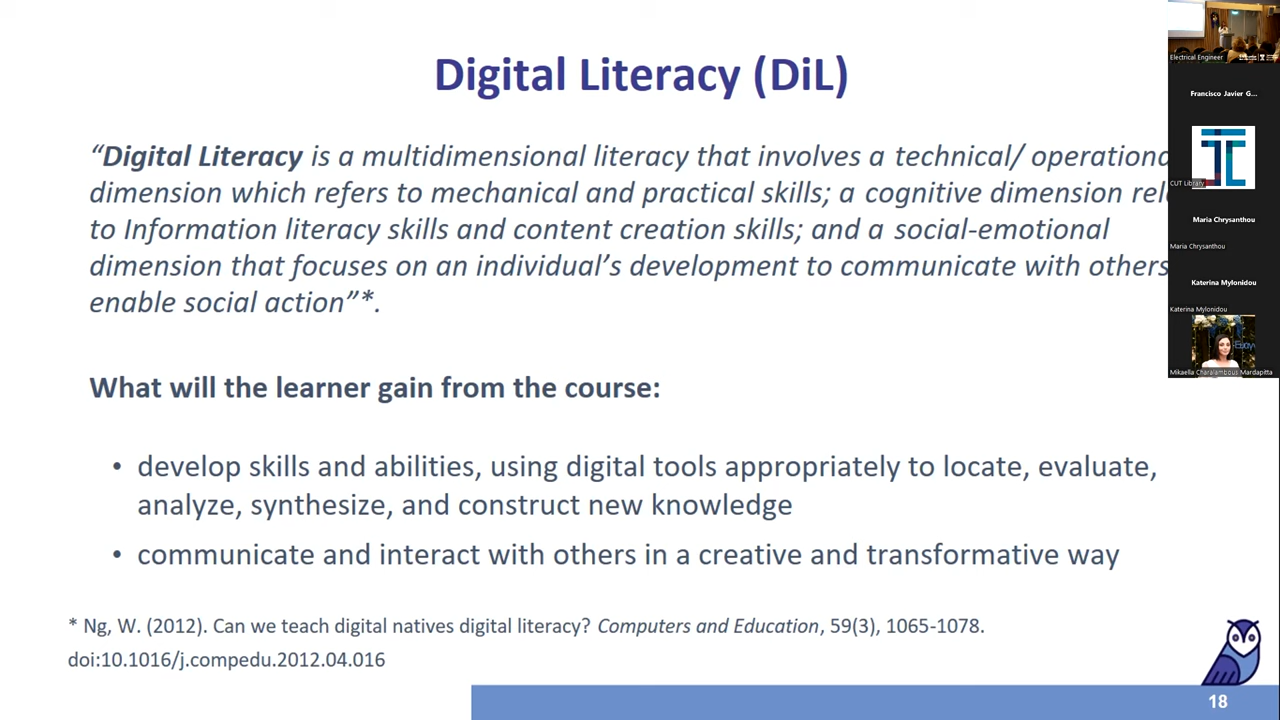 Digital Literacy (DiL)
“Digital Literacy is a multidimensional literacy that involves a technical/ operationa
dimension which refers to mechanical and practical skills; a cognitive dimension rel
to Information literacy skills and content creation skills; and a social-emotional
dimension that focuses on an individual’s development to communicate with others
enable social action”*.
What will the learner gain from the course:
• develop skills and abilities, using digital tools appropriately to locate, evaluate,
analyze, synthesize, and construct new knowledge
• communicate and interact with others in a creative and transformative way
* Ng, W. (2012). Can we teach digital natives digital literacy? Computers and Education, 59(3), 1065-1078.
doi:10.1016/j.compedu.2012.04.016
18
Electrical Engineer
Francisco Javier G...
CUT Library
Maria Chrysanthou
Maria Chrysanthou
Katerina Mylonidou
Katerina Mylonidou
Mikaella Charalambous Mardapitta